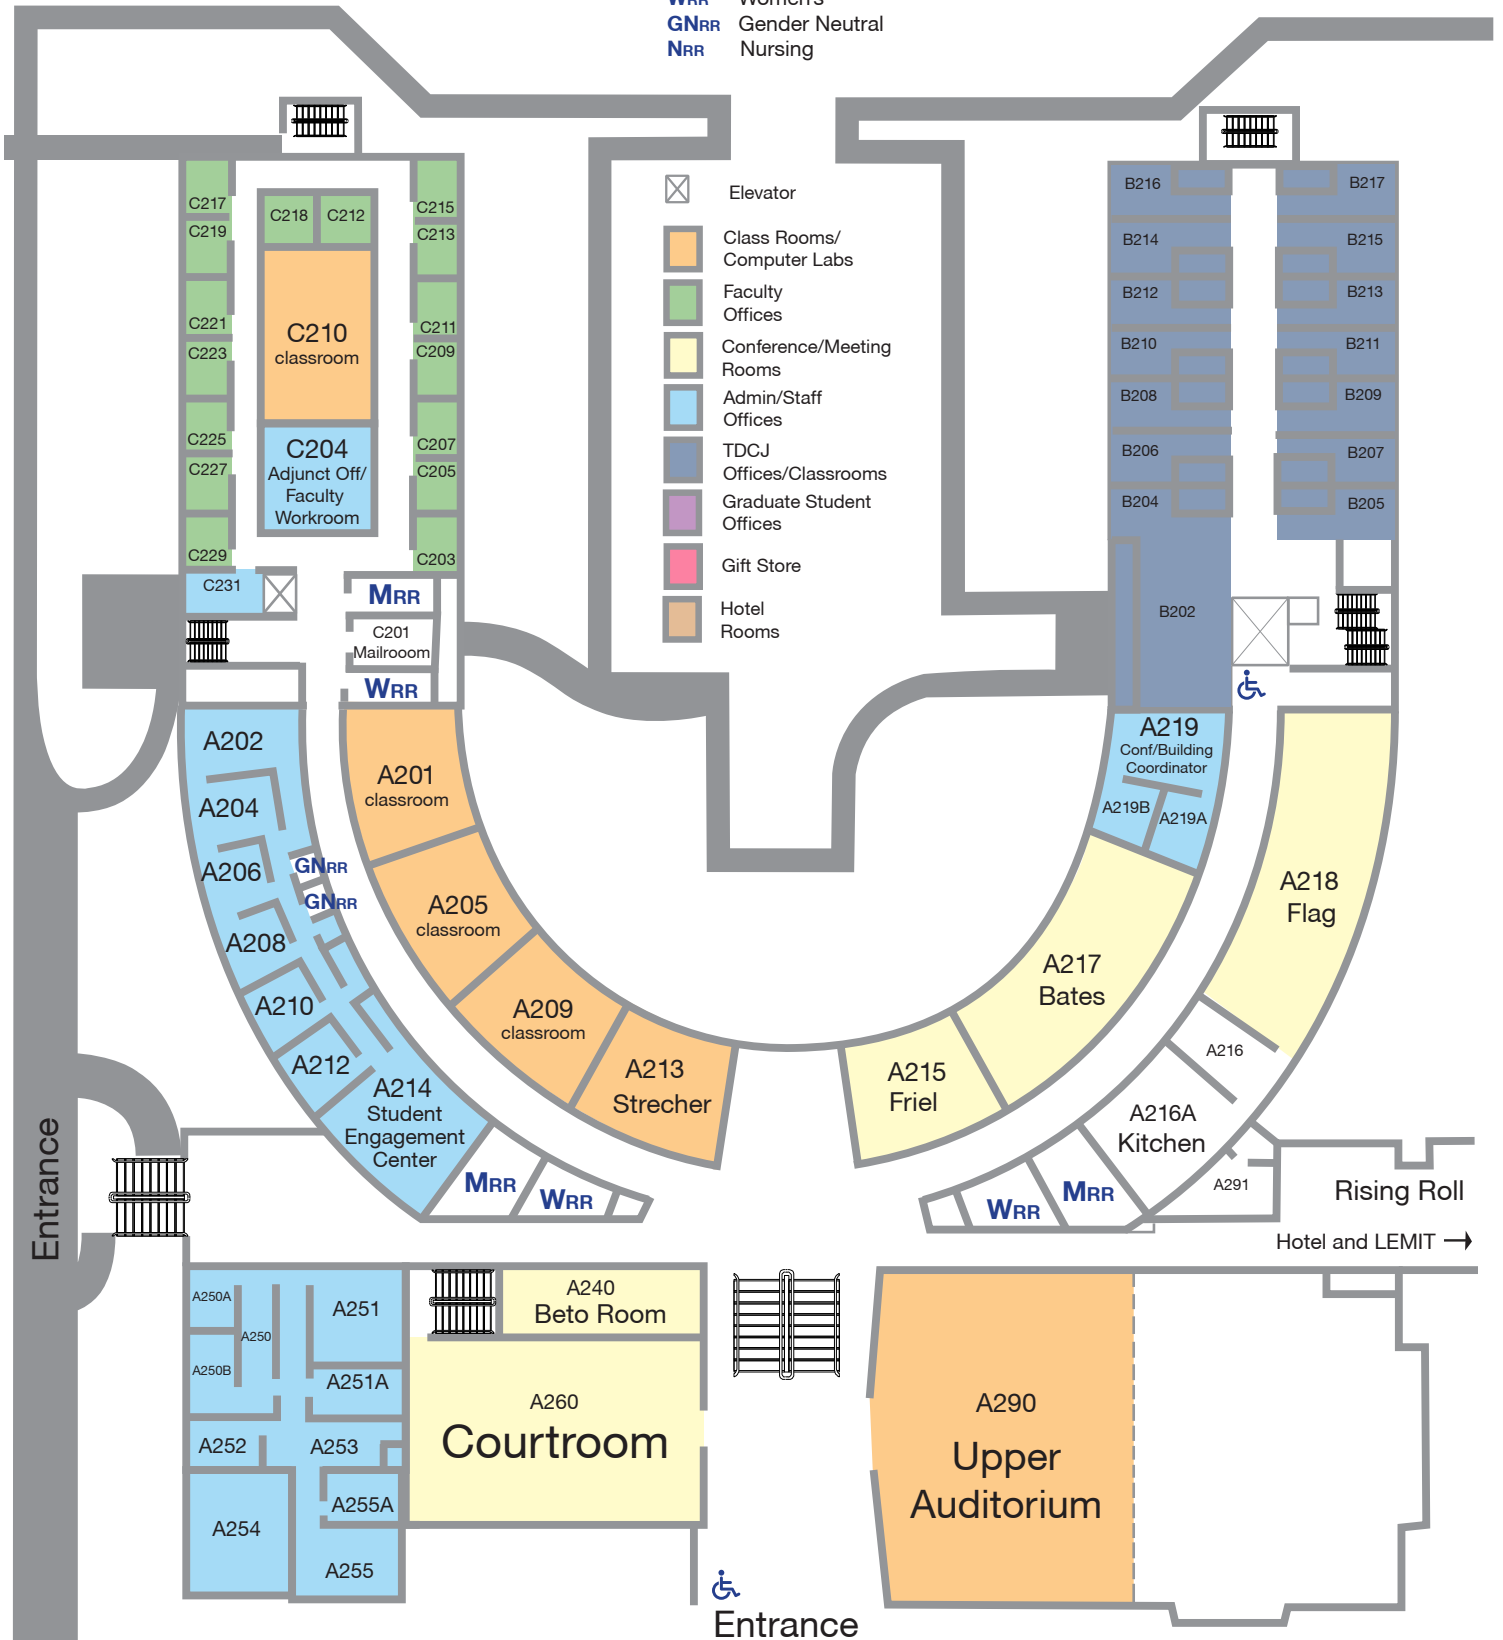 WRR Women's
GNRR Gender Neutral
NRR Nursing
Elevator
Class Rooms/
Computer Labs
Faculty
Offices
Conference/Meeting
Rooms
Admin/Staff
Offices
TDCJ
Offices/Classrooms
Graduate Student
Offices
Gift Store
Hotel
Rooms
C217
C219
C221
C223
C225
C227
C229
C231
C218
C212
C210
classroom
C204
Adjunct Off/
Faculty
Workroom
C215
C213
C211
C209
C207
C205
C203
MRR
C201
Mailrooom
WRR
B216
B214
B212
B210
B208
B206
B204
B202
B217
B215
B213
B211
B209
B207
B205
A202
A204
A206
A208
A210
A212
A214
Student
Engagement
Center
GNRR
GNRR
MRR
WRR
A201
classroom
A205
classroom
A209
classroom
A213
Strecher
A219
Conf/Building
Coordinator
A219B
A219A
A218
Flag
A217
Bates
A215
Friel
A216
A216A
Kitchen
A291
WRR
MRR
Rising Roll
Hotel and LEMIT
Entrance
A250A
A250
A250B
A251
A251A
A252
A253
A254
A255A
A255
A240
Beto Room
A260
Courtroom
A290
Upper
Auditorium
Entrance